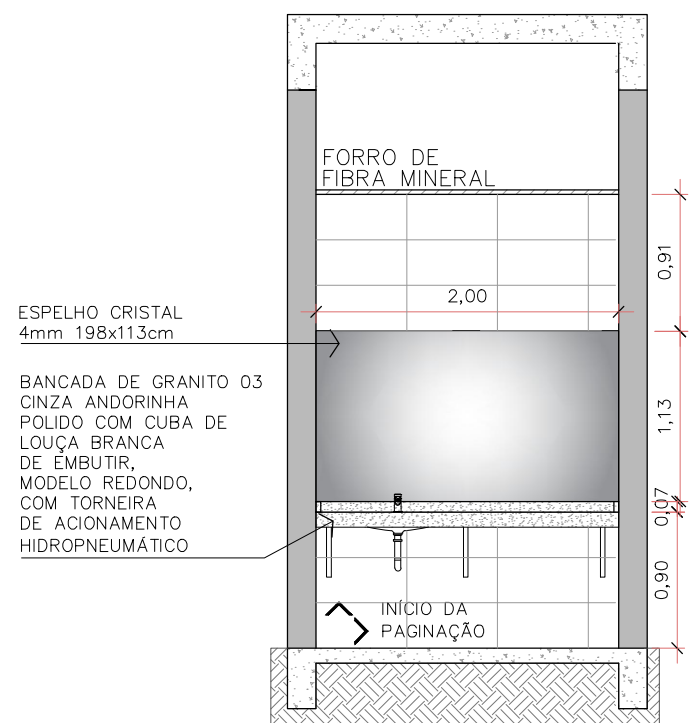 FORRO DE
FIBRA MINERAL
0,91
2,00
ESPELHO CRISTAL
4mm 198x113cm
BANCADA DE GRANITO 03
CINZA ANDORINHA
POLIDO COM CUBA DE
LOUÇA BRANCA
DE EMBUTIR,
MODELO REDONDO,
COM TORNEIRA
DE ACIONAMENTO
HIDROPNEUMÁTICO
1,13
0,07
0,90
INÍCIO DA
PAGINAÇÃO